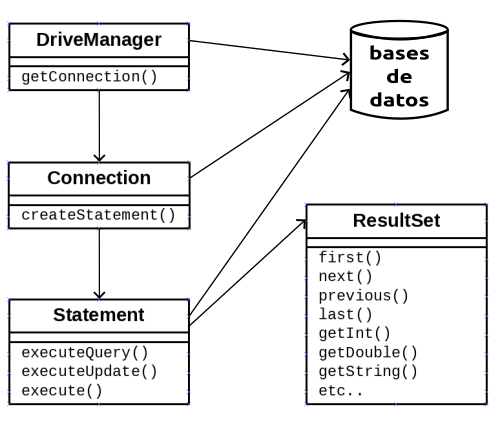 DriveManager
getConnection()
bases
de
datos
Connection
createStatement()
Statement
executeQuery()
executeUpdate()
execute()
ResultSet
first()
next()
previous()
last()
getInt()
getDouble()
getString()
etc..